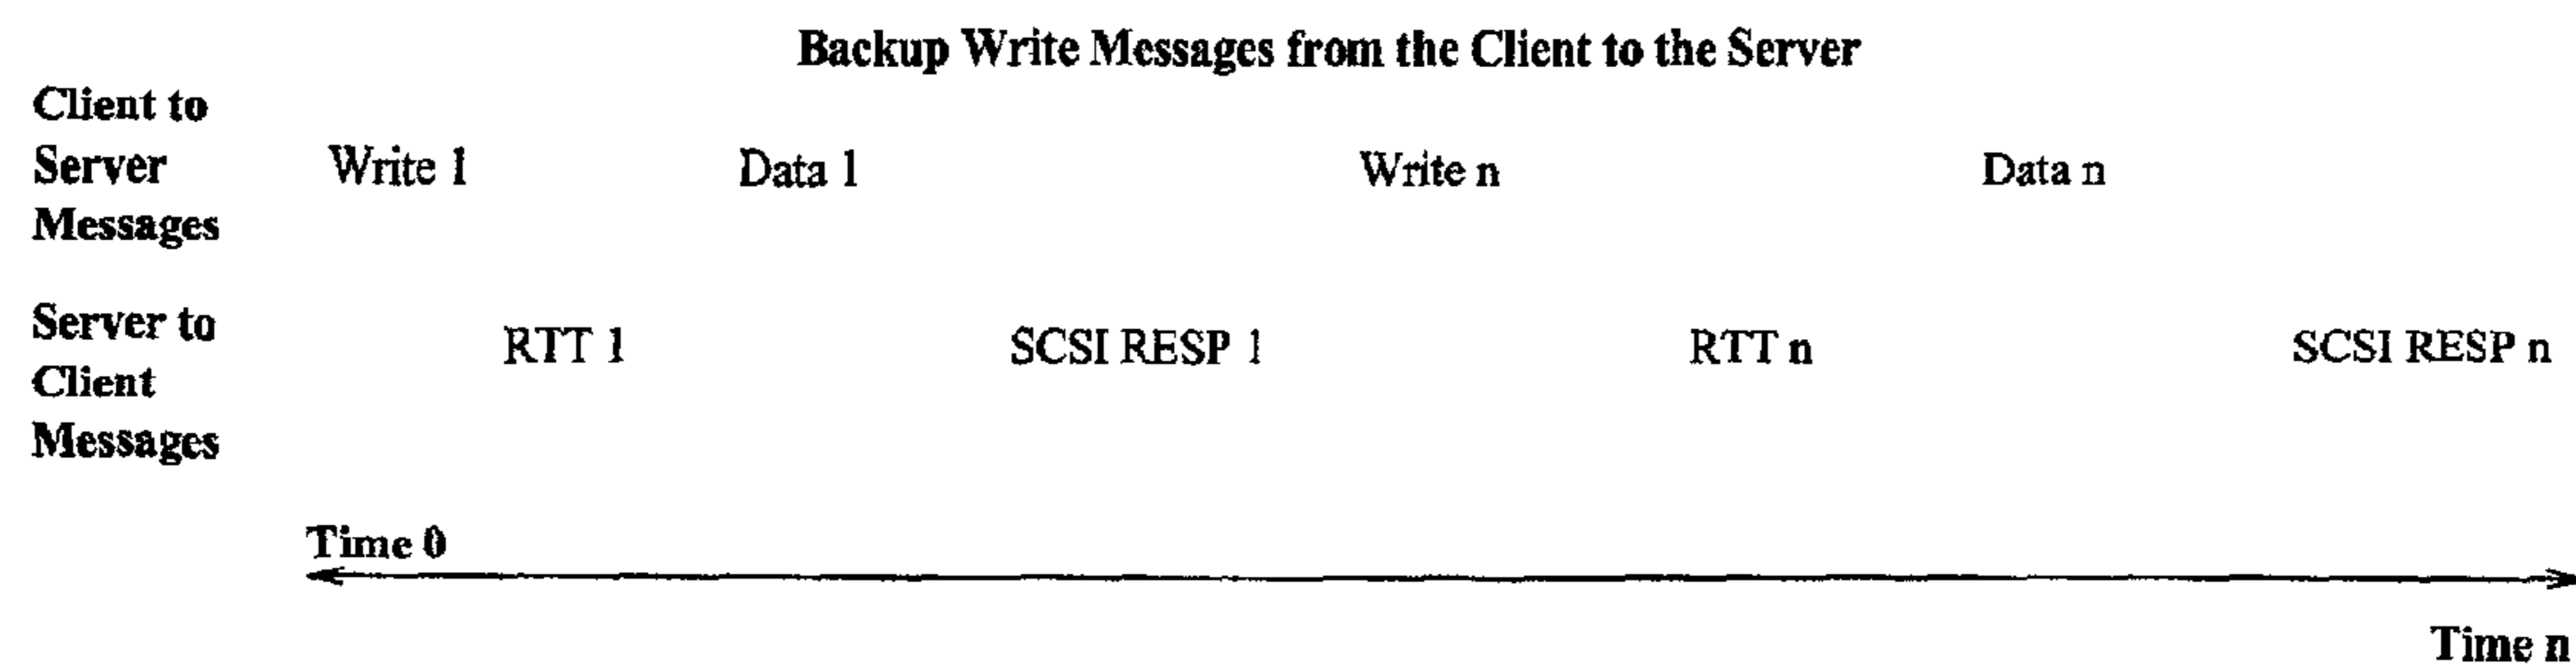 Backup Write Messages from the Client to the Server
Client to
Server
Messages
Write 1
Data 1
Write n
Data n
Server to
Client
Messages
RTT 1
SCSI RESP 1
RTT n
SCSI RESP n
Time 0
Time n